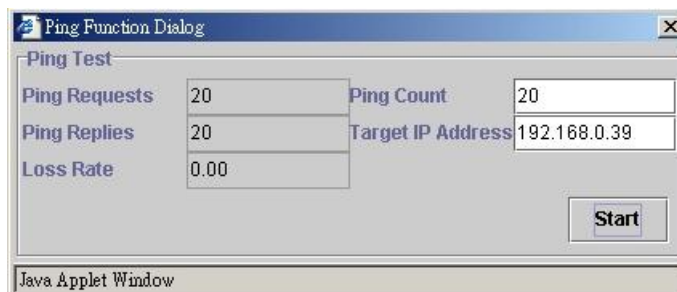 Ping Function Dialog
Ping Test
Ping Requests 20 Ping Count 20
Ping Replies 20 Target IP Address 192.168.0.39
Loss Rate 0.00
Start
Java Applet Window